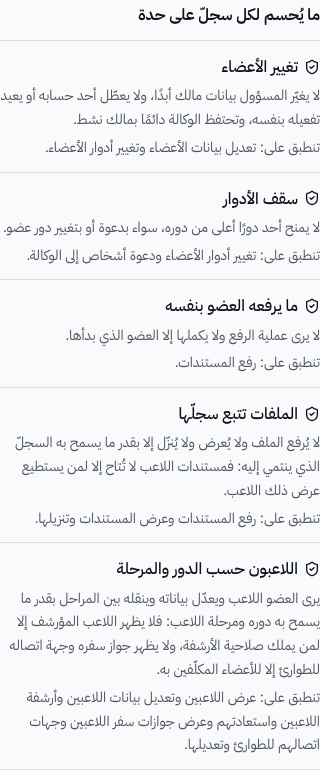 ما يُحسم لكل سجلّ على حدة
تغيير الأعضاء
لا يغيّر المسؤول بيانات مالك أبدًا، ولا يعطّل أحد حسابه أو يعيد
تفعيله بنفسه، وتحتفظ الوكالة دائمًا بمالك نشط.
تنطبق على: تعديل بيانات الأعضاء وتغيير أدوار الأعضاء.
سقف الأدوار
لا يمنح أحد دورًا أعلى من دوره، سواء بدعوة أو بتغيير دور عضو.
تنطبق على: تغيير أدوار الأعضاء ودعوة أشخاص إلى الوكالة.
ما يرفعه العضو بنفسه
لا يرى عملية الرفع ولا يكملها إلا العضو الذي بدأها.
تنطبق على: رفع المستندات.
الملفات تتبع سجلّها
لا يُرفع الملف ولا يُعرض ولا يُنزّل إلا بقدر ما يسمح به السجلّ
الذي ينتمي إليه: فمستندات اللاعب لا تُتاح إلا لمن يستطيع
عرض ذلك اللاعب.
تنطبق على: رفع المستندات وعرض المستندات وتنزيلها.
اللاعبون حسب الدور والمرحلة
يرى العضو اللاعب ويعدّل بياناته وينقله بين المراحل بقدر ما
يسمح به دوره ومرحلة اللاعب: فلا يظهر اللاعب المؤرشف إلا
لمن يملك صلاحية الأرشفة، ولا يظهر جواز سفره وجهة اتصاله
للطوارئ إلا للأعضاء المكلّفين به.
تنطبق على: عرض اللاعبين وتعديل بيانات اللاعبين وأرشفة
اللاعبين واستعادتهم وعرض جوازات سفر اللاعبين وجهات
اتصالهم للطوارئ وتعديلها.